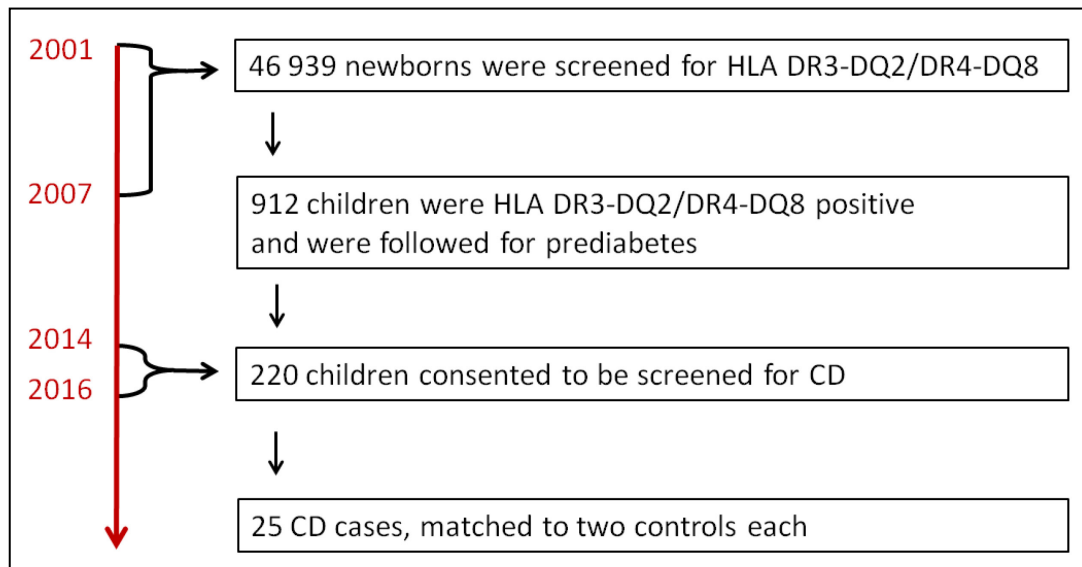 2001
46 939 newborns were screened for HLA DR3-DQ2/DR4-DQ8
2007
912 children were HLA DR3-DQ2/DR4-DQ8 positive
and were followed for prediabetes
2014
220 children consented to be screened for CD
2016
25 CD cases, matched to two controls each